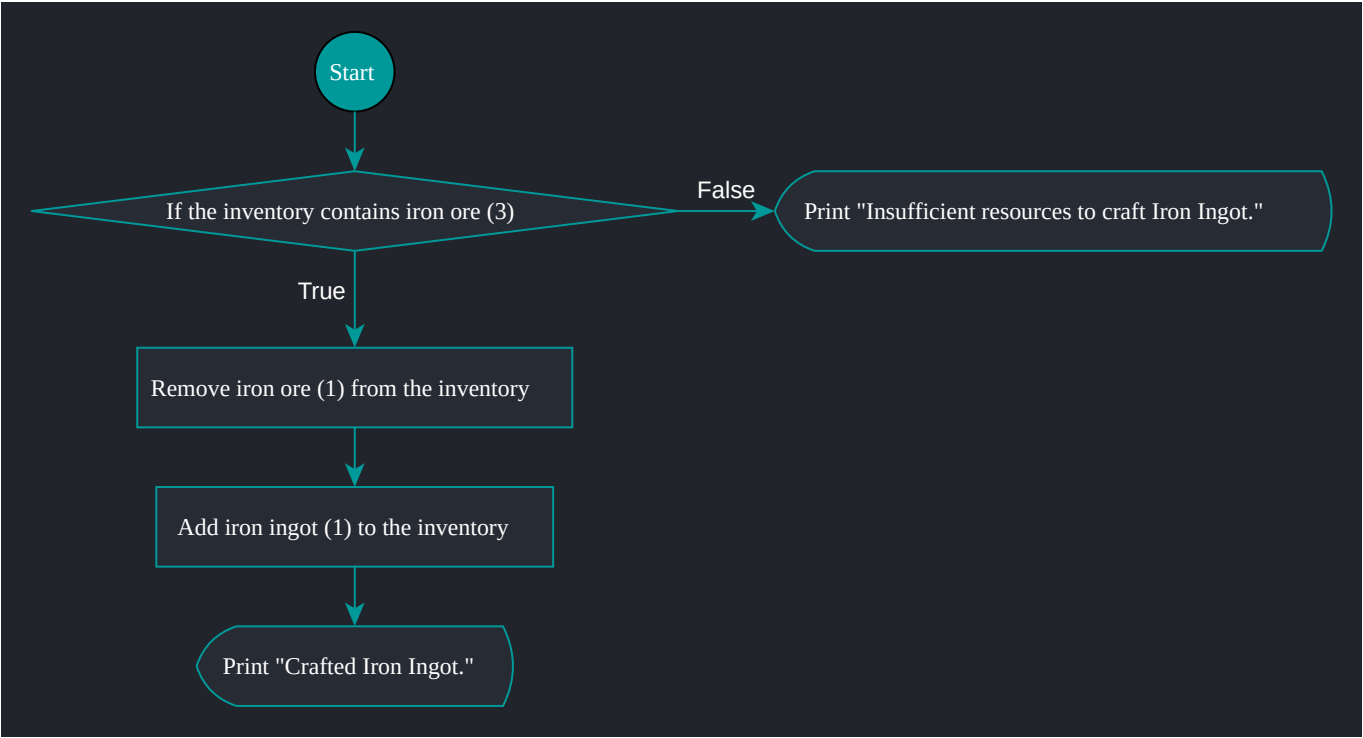 Start
If the inventory contains iron ore (3)
False
Print "Insufficient resources to craft Iron Ingot."
True
Remove iron ore (1) from the inventory
Add iron ingot (1) to the inventory
Print "Crafted Iron Ingot."